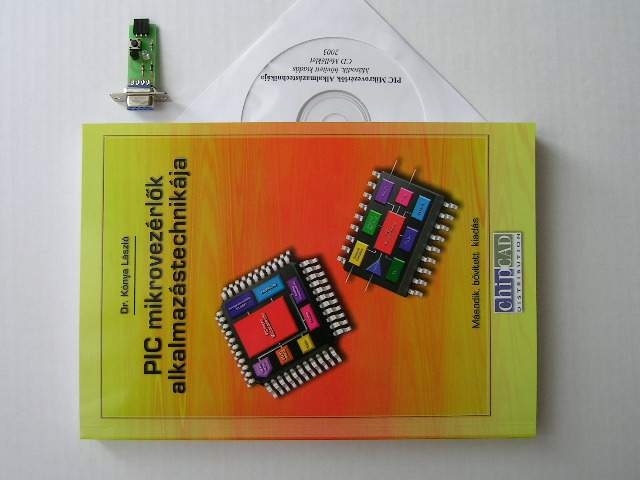 PIC Mikrovezérlők Alkalmazástechnikája
Második, bővített kiadás
CD Melléklet
2003
Dr. Kónya László
PIC mikrovezérlők
alkalmazástechnikája
Második, bővített kiadás
chipCAD
DISTRIBUTION